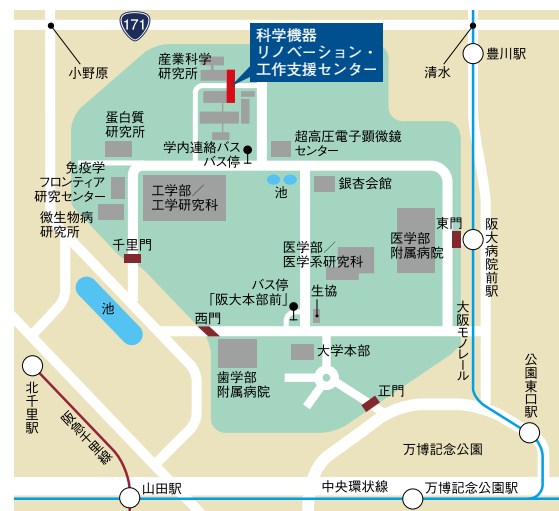 171
科学機器
リノベーション・
工作支援センター
小野原
清水
豊川駅
産業科学
研究所
蛋白質
研究所
学内連絡バス
バス停
超高圧電子顕微鏡
センター
免疫学
フロンティア
研究センター
微生物病
研究所
工学部／
工学研究科
池
銀杏会館
千里門
医学部／
医学系研究科
医学部
附属病院
東門
阪大病院前駅
池
バス停
「阪大本部前」
生協
大阪モノレール
西門
大学本部
歯学部
附属病院
正門
公園東口駅
北千里駅
阪急千里線
万博記念公園
山田駅
中央環状線
万博記念公園駅